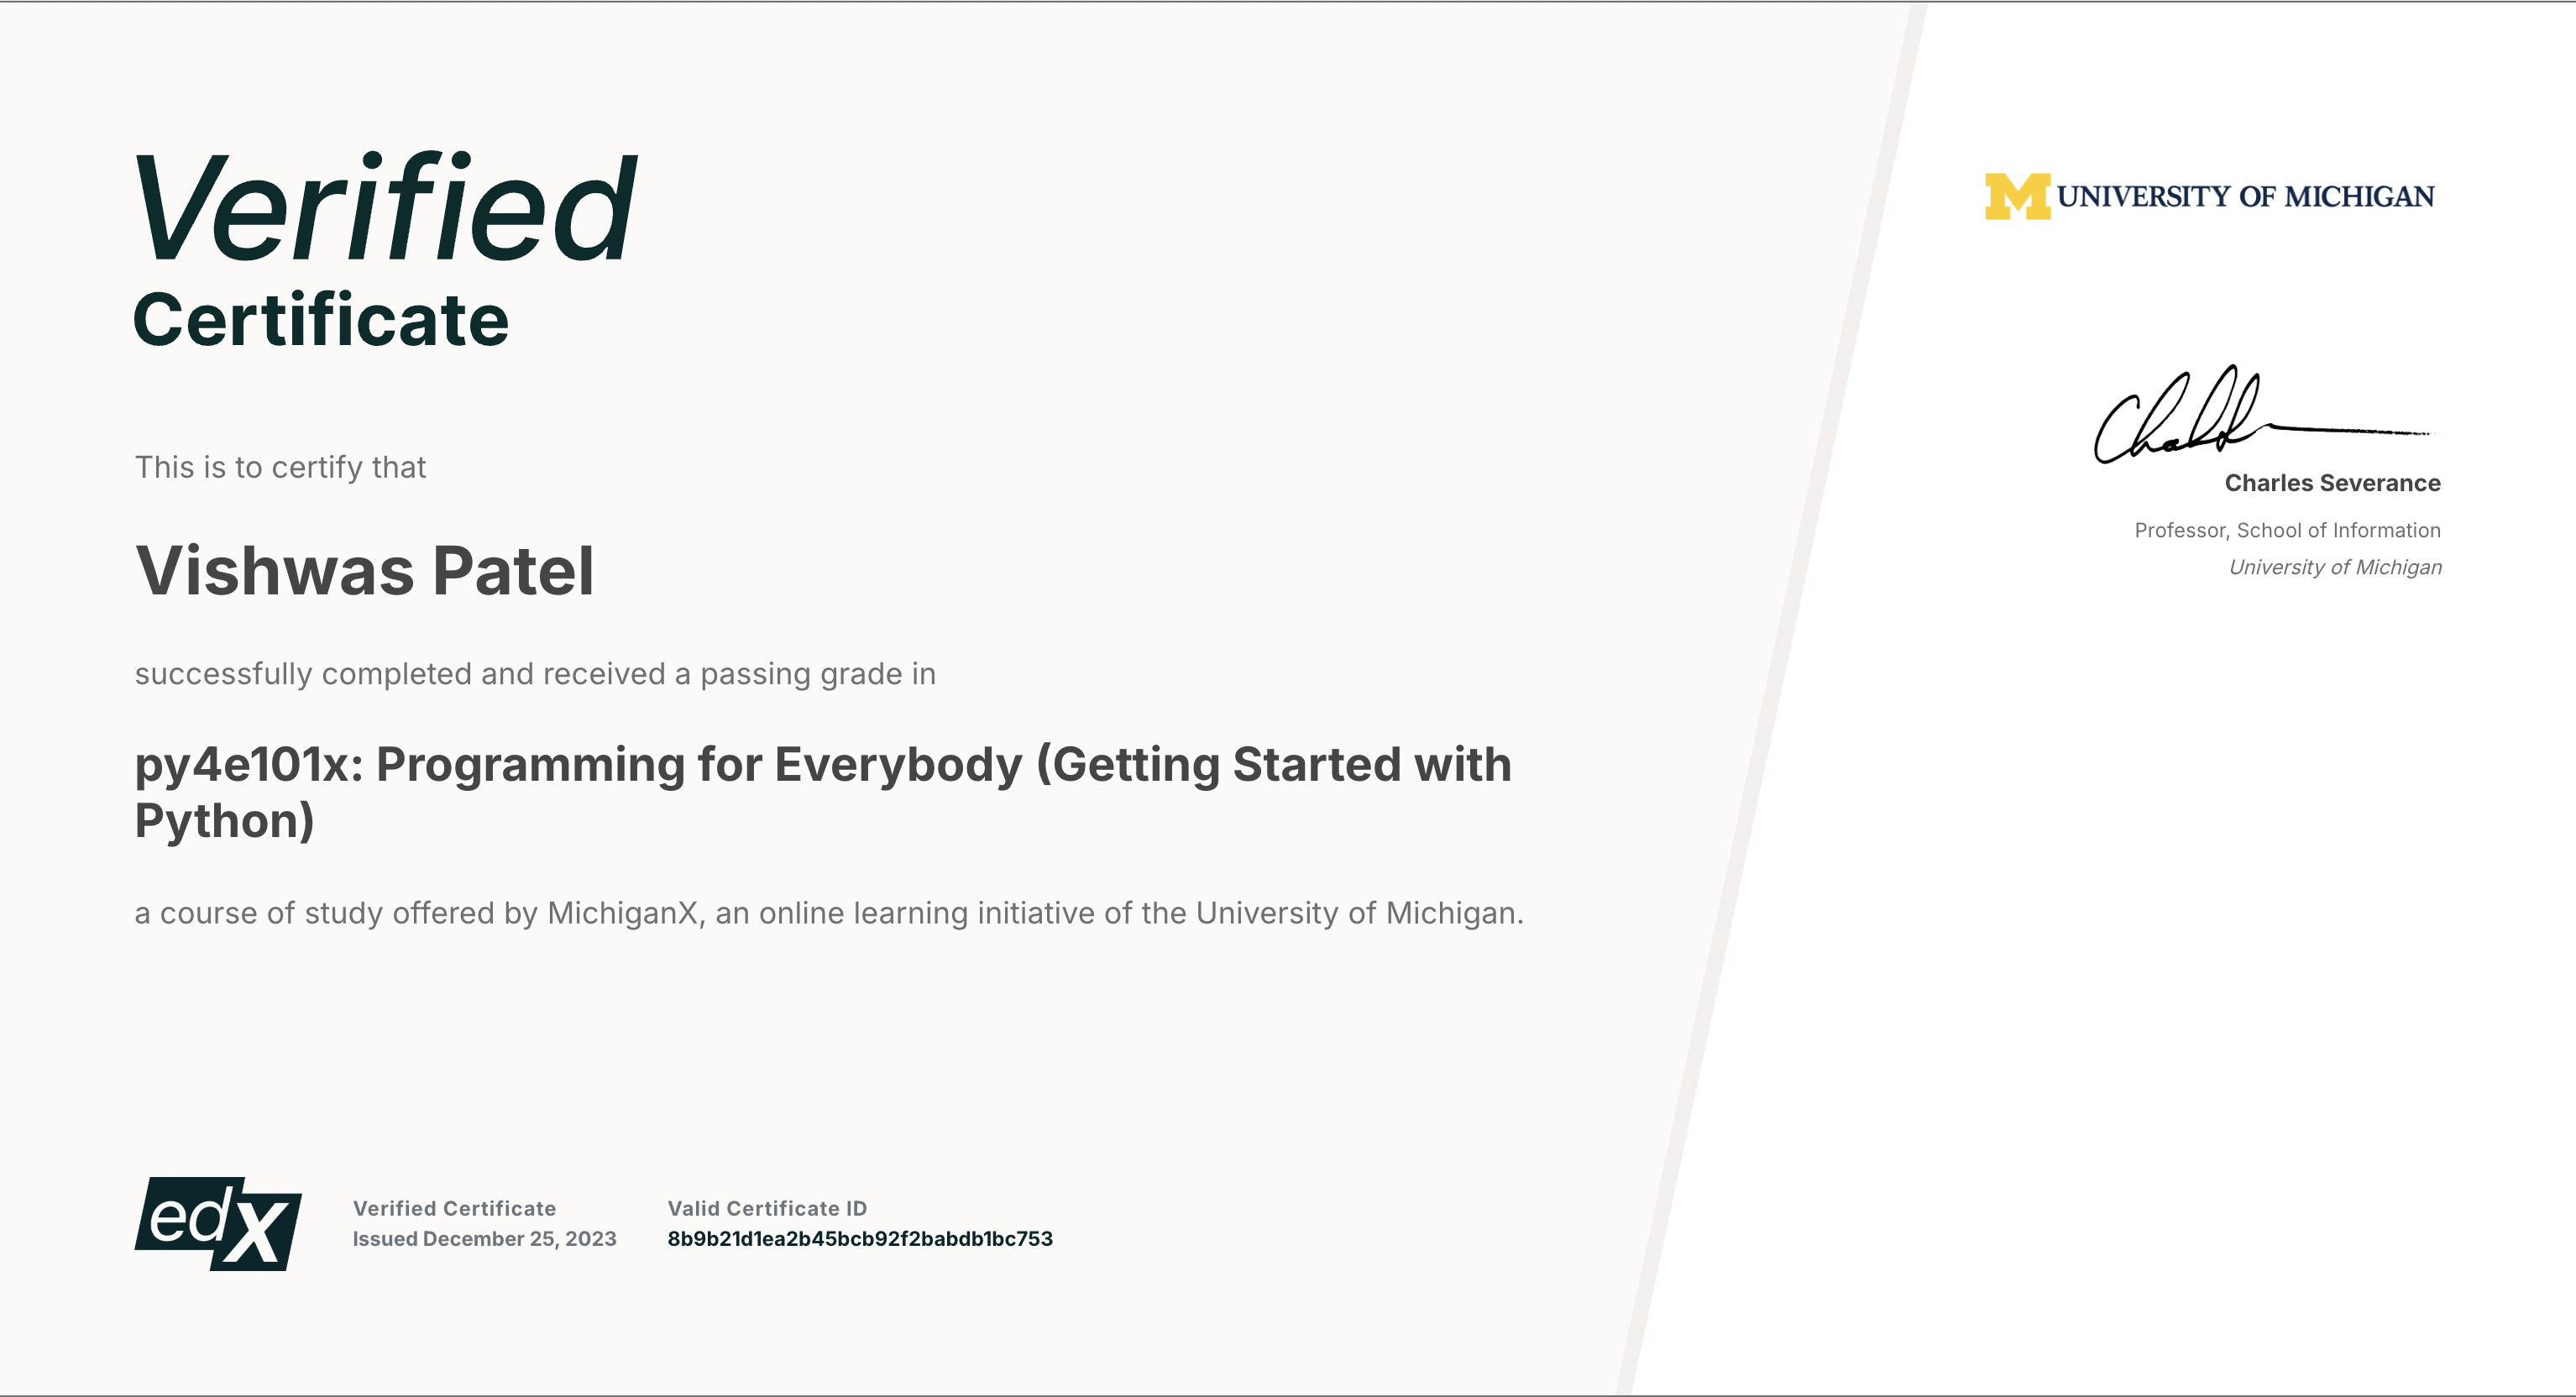 Verified
Certificate
This is to certify that
Vishwas Patel
successfully completed and received a passing grade in
py4e101x: Programming for Everybody (Getting Started with
Python)
a course of study offered by MichiganX, an online learning initiative of the University of Michigan.
edX
Verified Certificate
Issued December 25, 2023
Valid Certificate ID
8b9b21d1ea2b45bcb92f2babdb1bc753
M UNIVERSITY OF MICHIGAN
Charles Severance
Professor, School of Information
University of Michigan